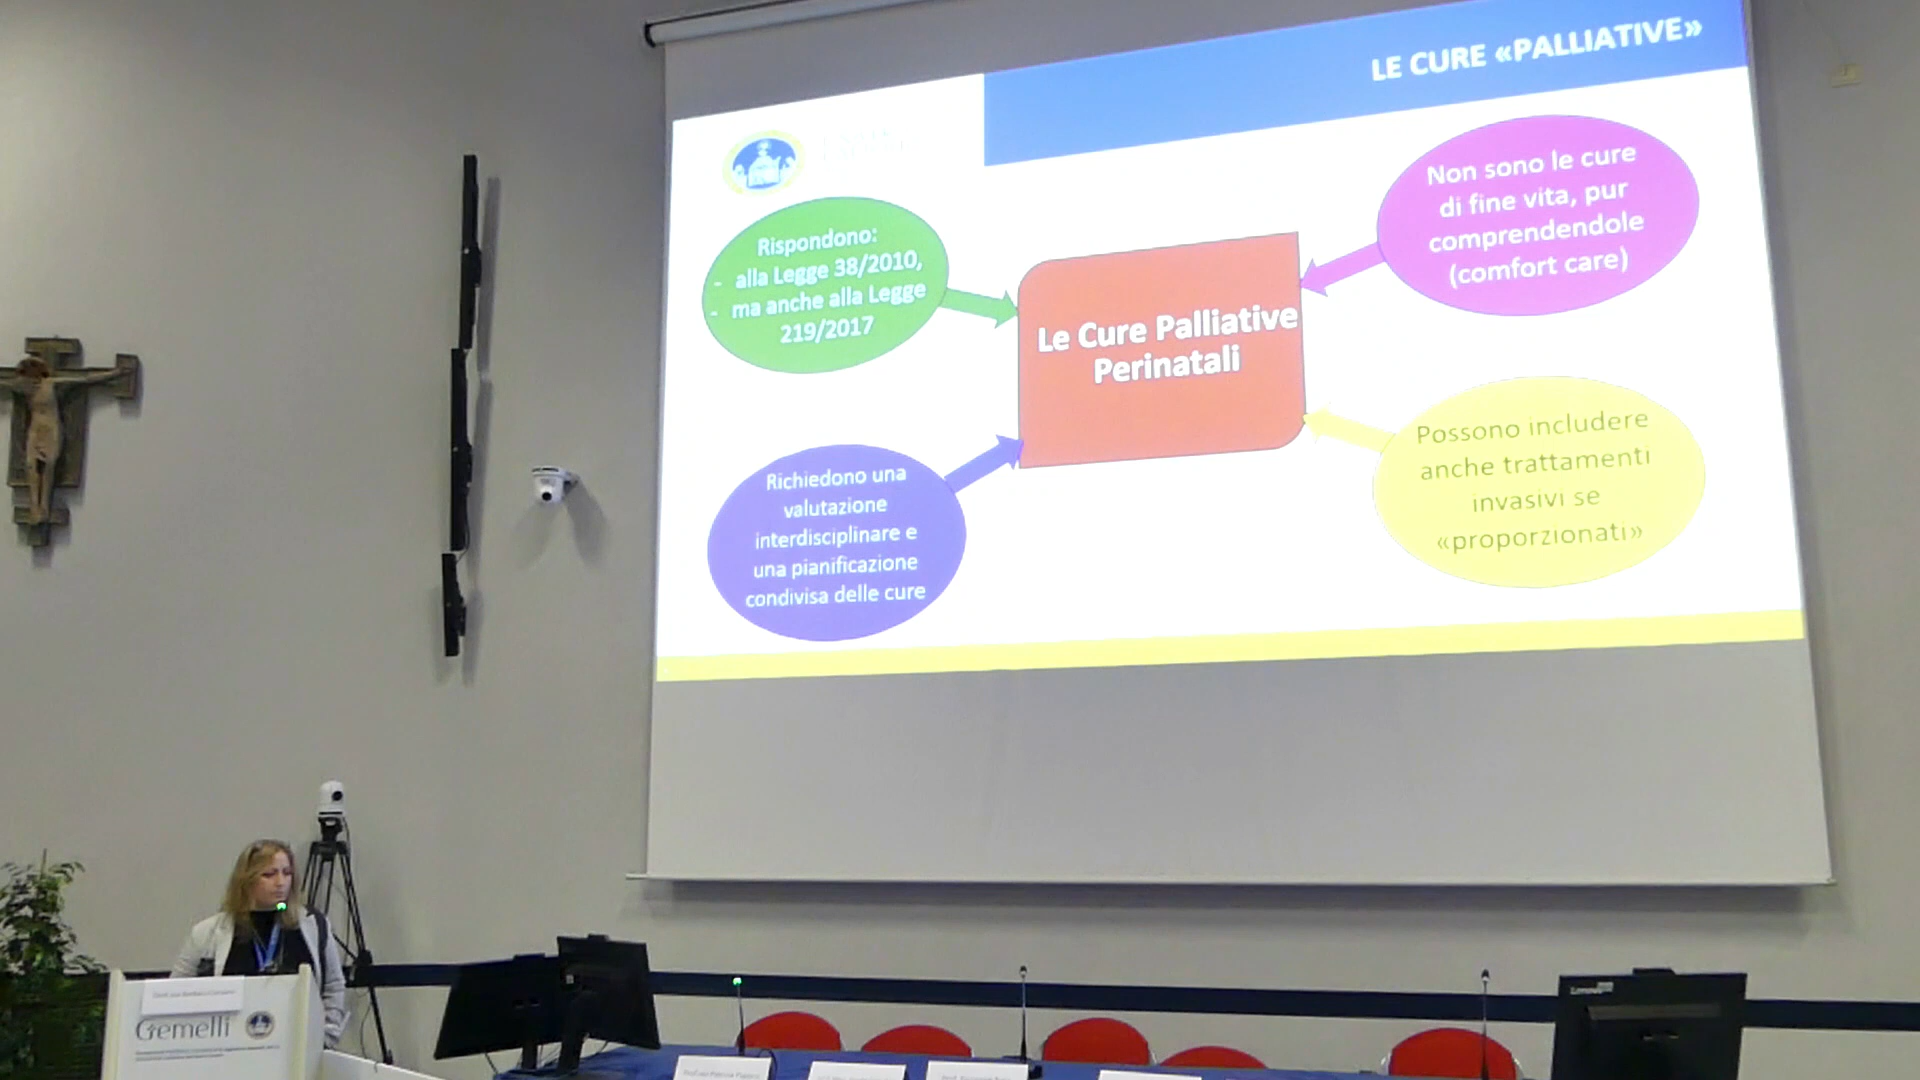 LE CURE «PALLIATIVE»
Rispondono:
- alla Legge 38/2010,
- ma anche alla Legge
219/2017
Non sono le cure
di fine vita, pur
comprendendole
(comfort care)
Le Cure Palliative
Perinatali
Richiedono una
valutazione
interdisciplinare e
una pianificazione
condivisa delle cure
Possono includere
anche trattamenti
invasivi se
«proporzionati»
Gemelli
Lenovo